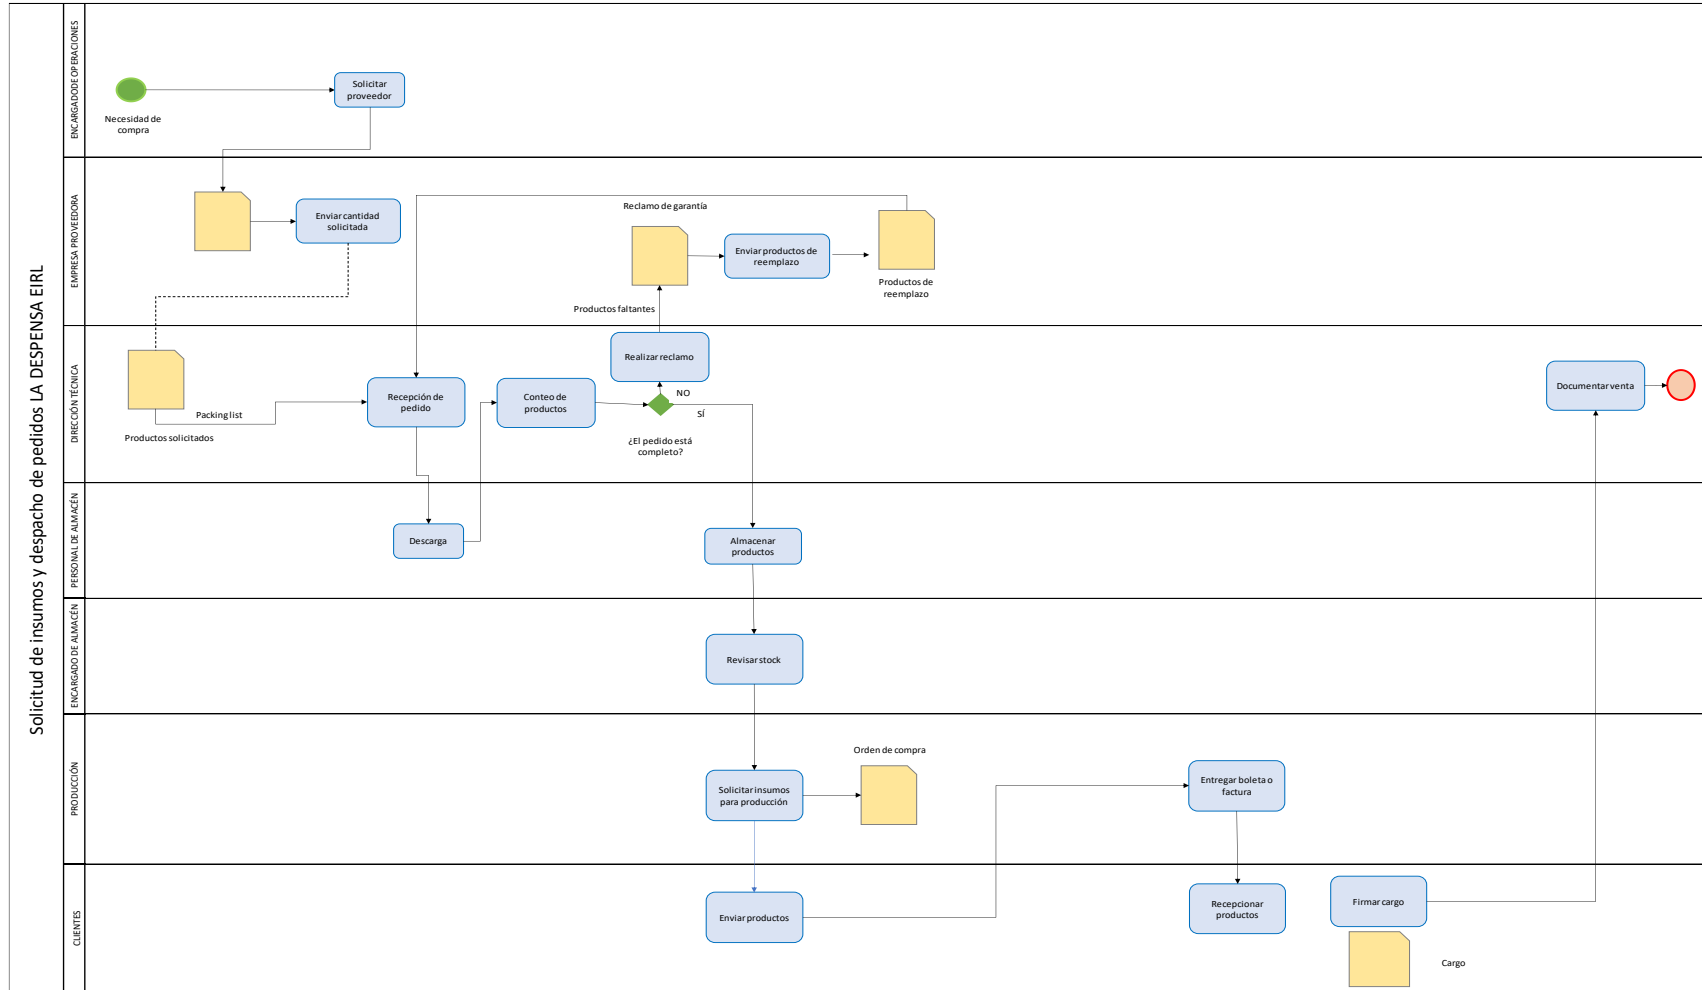 Solicitud de insumos y despacho de pedidos LA DESPENSA EIRL
ENCARGADO DE OPERACIONES
Necesidad de
compra
Solicitar
proveedor
EMPRESA PROVEEDORA
Enviar cantidad
solicitada
Reclamo de garantía
Enviar productos de
reemplazo
Productos de
reemplazo
Productos faltantes
DIRECCIÓN TÉCNICA
Packing list
Productos solicitados
Recepción de
pedido
Conteo de
productos
Realizar reclamo
NO
SÍ
¿El pedido está
completo?
Documentar venta
PERSONAL DE ALMACÉN
Descarga
Almacenar
productos
ENCARGADO DE ALMACÉN
Revisar stock
PRODUCCIÓN
Solicitar insumos
para producción
Orden de compra
Entregar boleta o
factura
CLIENTES
Enviar productos
Recepcionar
productos
Firmar cargo
Cargo